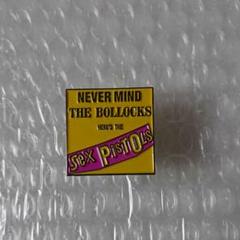 NEVER MIND
THE BOLLOCKS
HERE'S THE
Sex PisTOLs